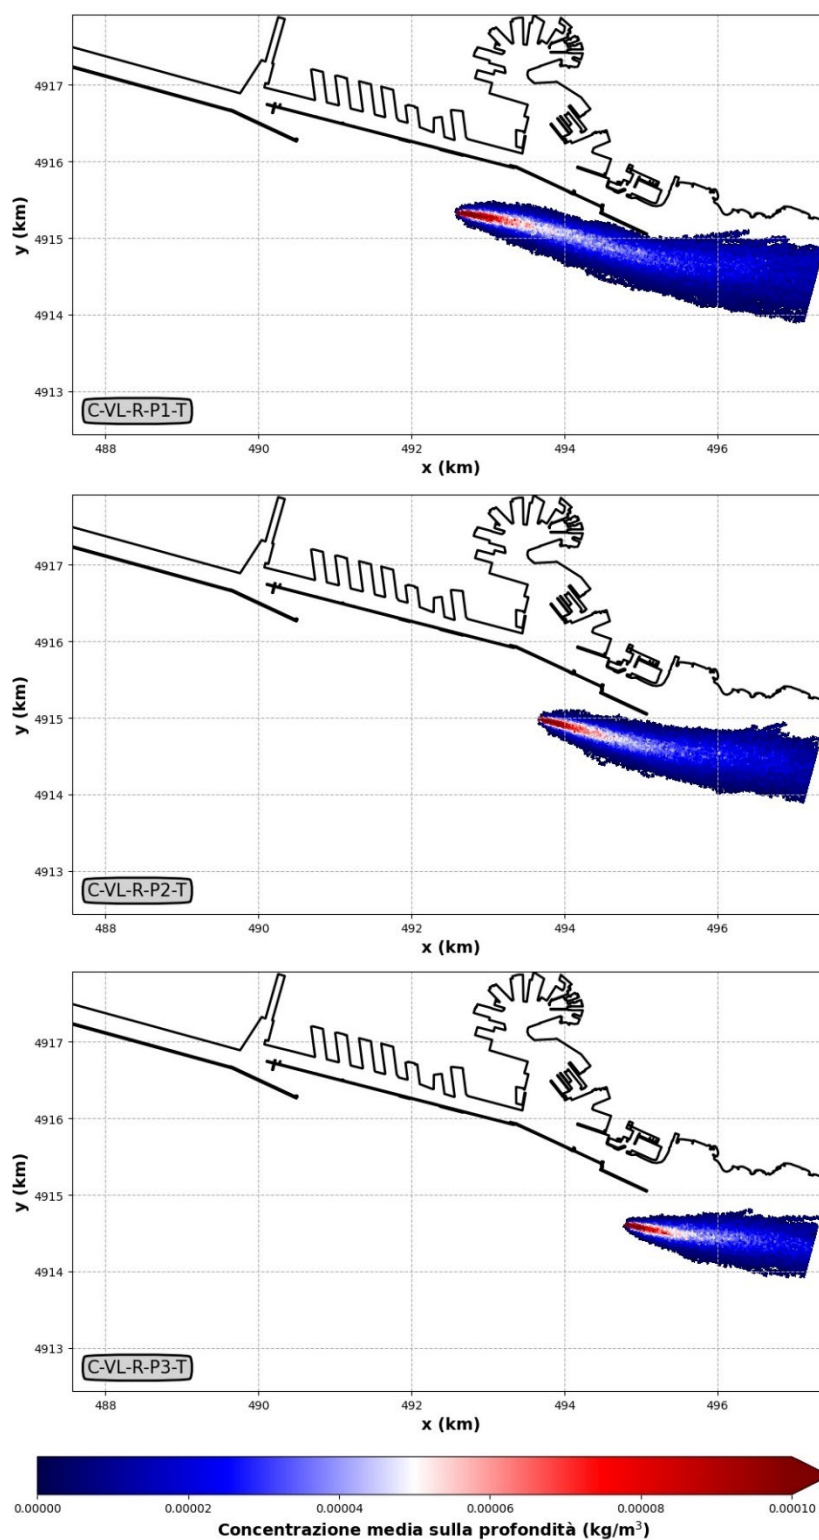 4917
4916
4915
4914
4913
y (km)
C-VL-R-P1-T
488 490 492 494 496
x (km)
4917
4916
4915
4914
4913
y (km)
C-VL-R-P2-T
488 490 492 494 496
x (km)
4917
4916
4915
4914
4913
y (km)
C-VL-R-P3-T
488 490 492 494 496
x (km)
0.00000 0.00002 0.00004 0.00006 0.00008 0.00010
Concentrazione media sulla profondità (kg/m³)